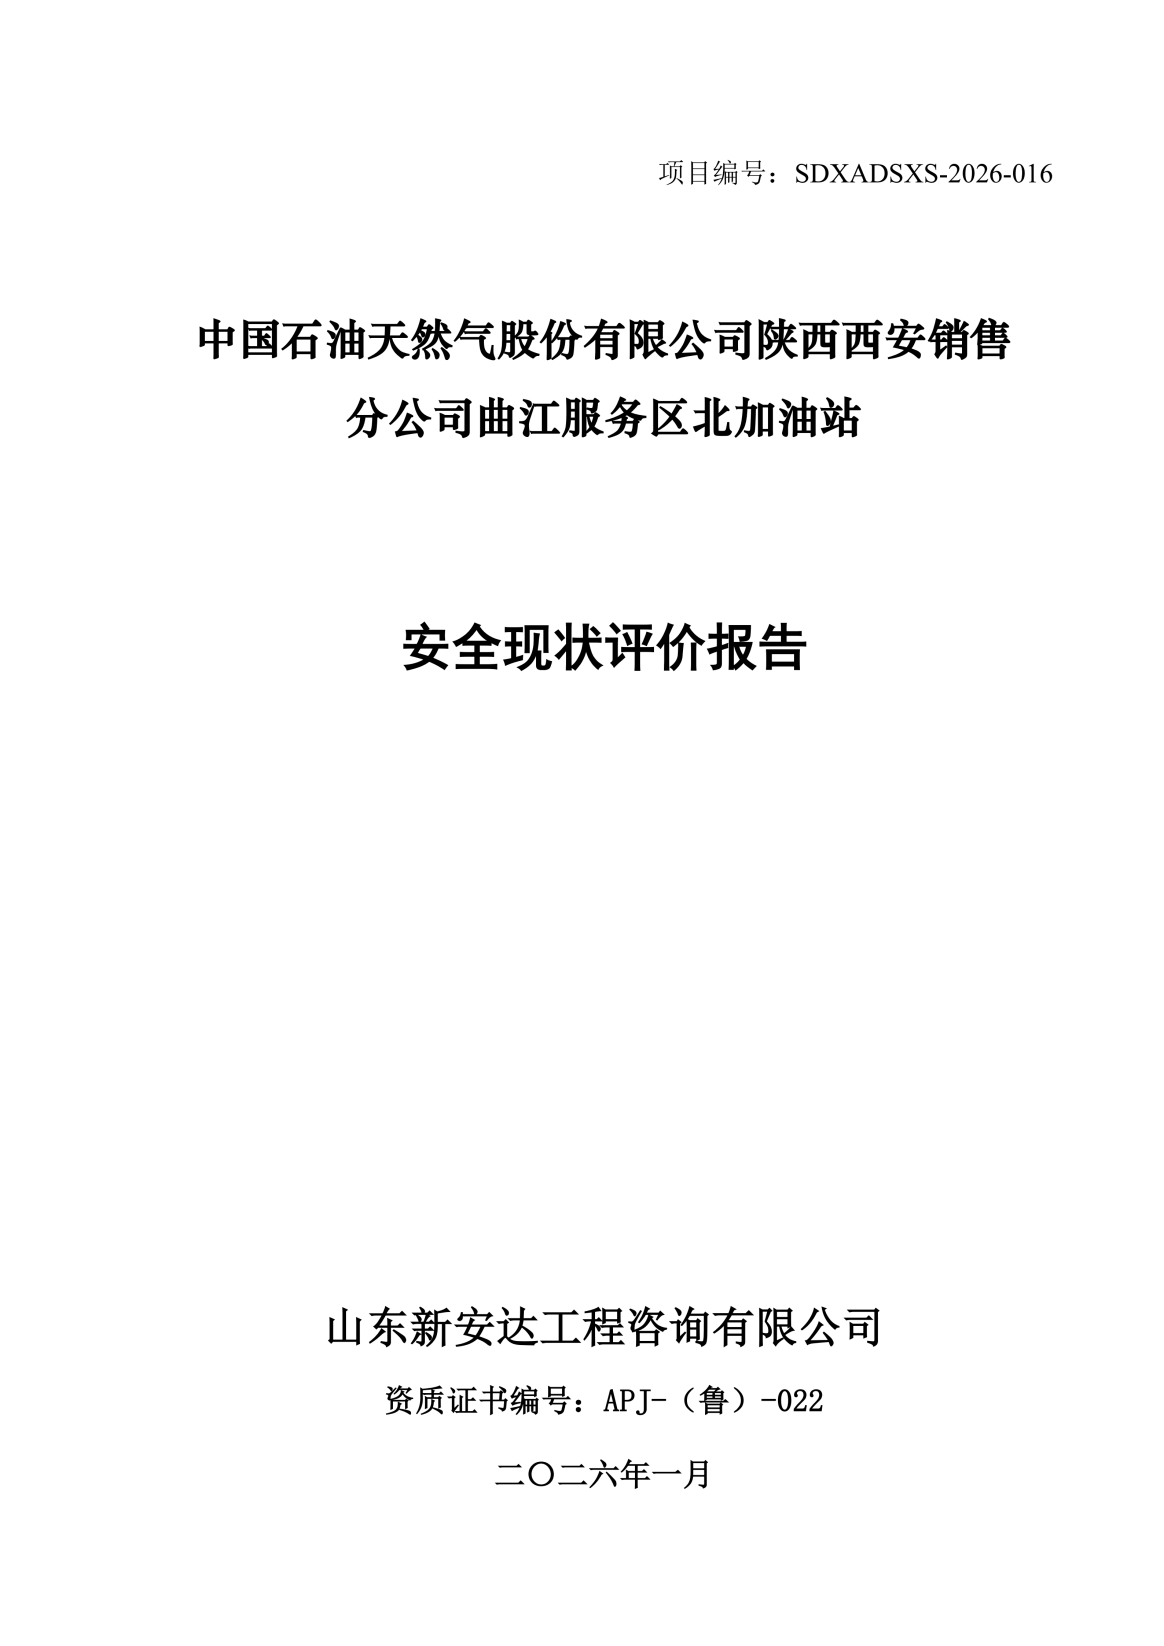 项目编号：SDXADSXS-2026-016
中国石油天然气股份有限公司陕西西安销售
分公司曲江服务区北加油站
安全现状评价报告
山东新安达工程咨询有限公司
资质证书编号：APJ-（鲁）-022
二〇二六年一月